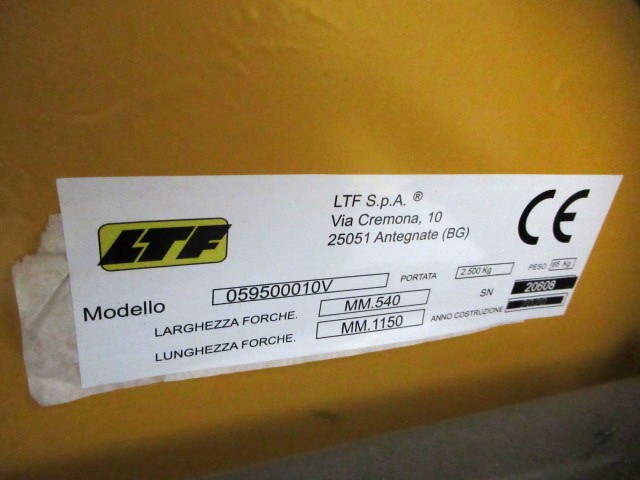 LTF
LTF S.p.A. ®
Via Cremona, 10
25051 Antegnate (BG)
CE
Modello 059500010V PORTATA 2.500 Kg PESO 65 Kg
LARGHEZZA FORCHE. MM.540 SN 20608
LUNGHEZZA FORCHE. MM.1150 ANNO COSTRUZIONE